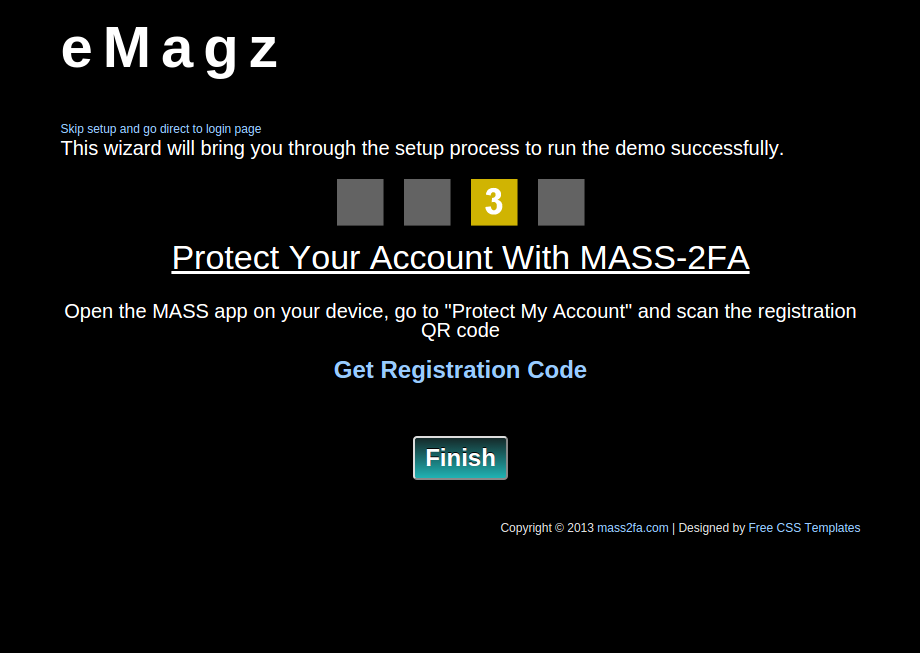 eMagz
Skip setup and go direct to login page
This wizard will bring you through the setup process to run the demo successfully.
3
Protect Your Account With MASS-2FA
Open the MASS app on your device, go to "Protect My Account" and scan the registration
QR code
Get Registration Code
Finish
Copyright © 2013 mass2fa.com | Designed by Free CSS Templates